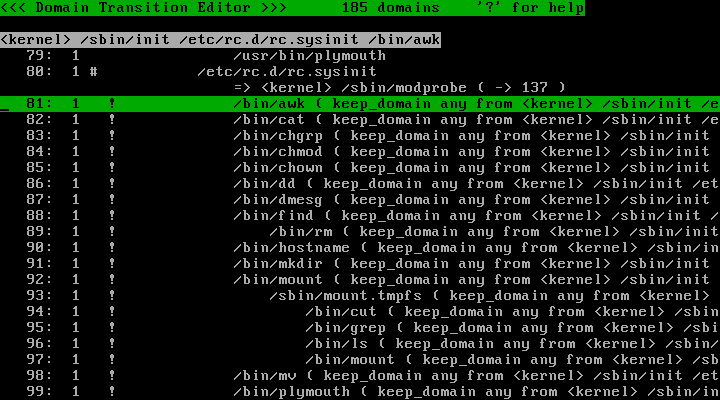 <<< Domain Transition Editor >>>      185 domains    '?' for help
<kernel> /sbin/init /etc/rc.d/rc.sysinit /bin/awk
79:  1             /usr/bin/plymouth
80:  1 #         /etc/rc.d/rc.sysinit
=> <kernel> /sbin/modprobe ( -> 137 )
81:  1   !       /bin/awk ( keep_domain any from <kernel> /sbin/init /e
82:  1   !       /bin/cat ( keep_domain any from <kernel> /sbin/init /e
83:  1   !       /bin/chgrp ( keep_domain any from <kernel> /sbin/init
84:  1   !       /bin/chmod ( keep_domain any from <kernel> /sbin/init
85:  1   !       /bin/chown ( keep_domain any from <kernel> /sbin/init
86:  1   !       /bin/dd ( keep_domain any from <kernel> /sbin/init /et
87:  1   !       /bin/dmesg ( keep_domain any from <kernel> /sbin/init
88:  1   !       /bin/find ( keep_domain any from <kernel> /sbin/init /
89:  1   !           /bin/rm ( keep_domain any from <kernel> /sbin/init
90:  1   !       /bin/hostname ( keep_domain any from <kernel> /sbin/in
91:  1   !       /bin/mkdir ( keep_domain any from <kernel> /sbin/init
92:  1   !       /bin/mount ( keep_domain any from <kernel> /sbin/init
93:  1   !           /sbin/mount.tmpfs ( keep_domain any from <kernel>
94:  1   !               /bin/cut ( keep_domain any from <kernel> /sbin
95:  1   !               /bin/grep ( keep_domain any from <kernel> /sbi
96:  1   !               /bin/ls ( keep_domain any from <kernel> /sbin/
97:  1   !               /bin/mount ( keep_domain any from <kernel> /sb
98:  1   !       /bin/mv ( keep_domain any from <kernel> /sbin/init /et
99:  1   !       /bin/plymouth ( keep_domain any from <kernel> /sbin/in